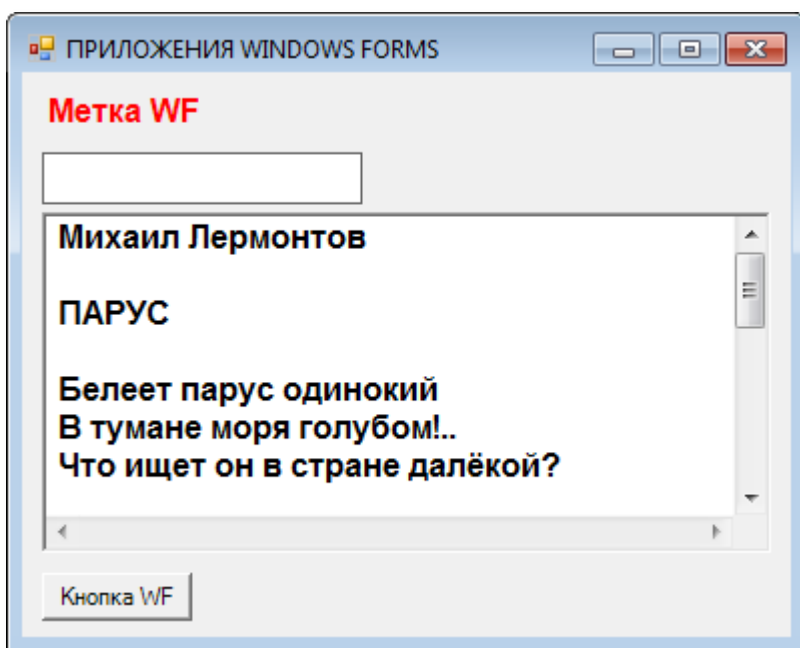 ПРИЛОЖЕНИЯ WINDOWS FORMS
Метка WF
Михаил Лермонтов
ПАРУС
Белеет парус одинокий
В тумане моря голубом!..
Что ищет он в стране далёкой?
Кнопка WF